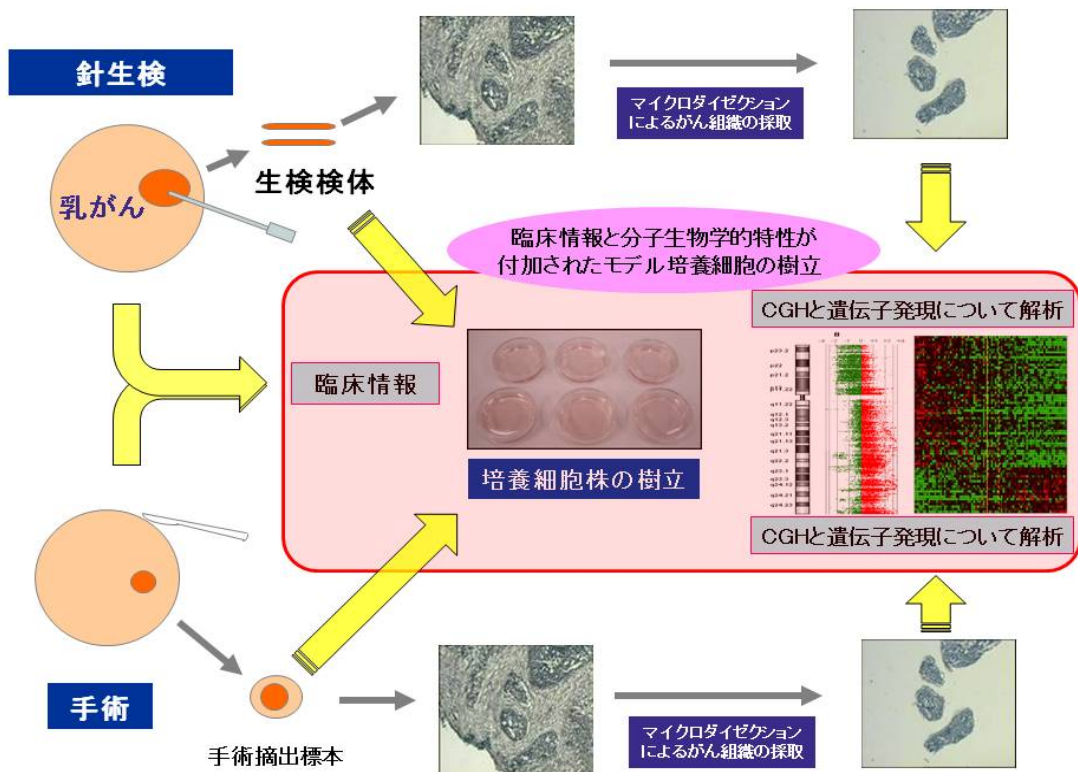 針生検
マイクロダイゼクション
によるがん組織の採取
生検検体
乳がん
臨床情報と分子生物学的特性が
付加されたモデル培養細胞の樹立
CGHと遺伝子発現について解析
臨床情報
培養細胞株の樹立
CGHと遺伝子発現について解析
手術
手術摘出標本
マイクロダイゼクション
によるがん組織の採取